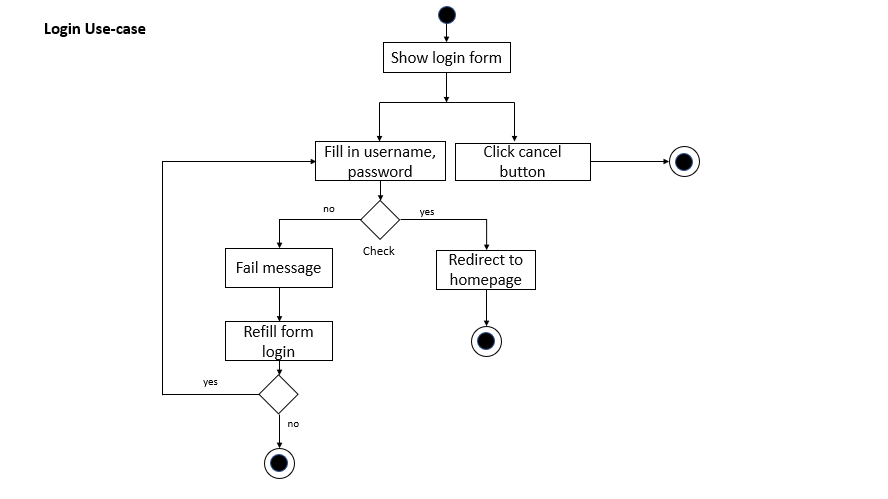 Login Use-case
Show login form
Fill in username,
password
Click cancel
button
no
yes
Check
Fail message
Redirect to
homepage
Refill form
login
yes
no